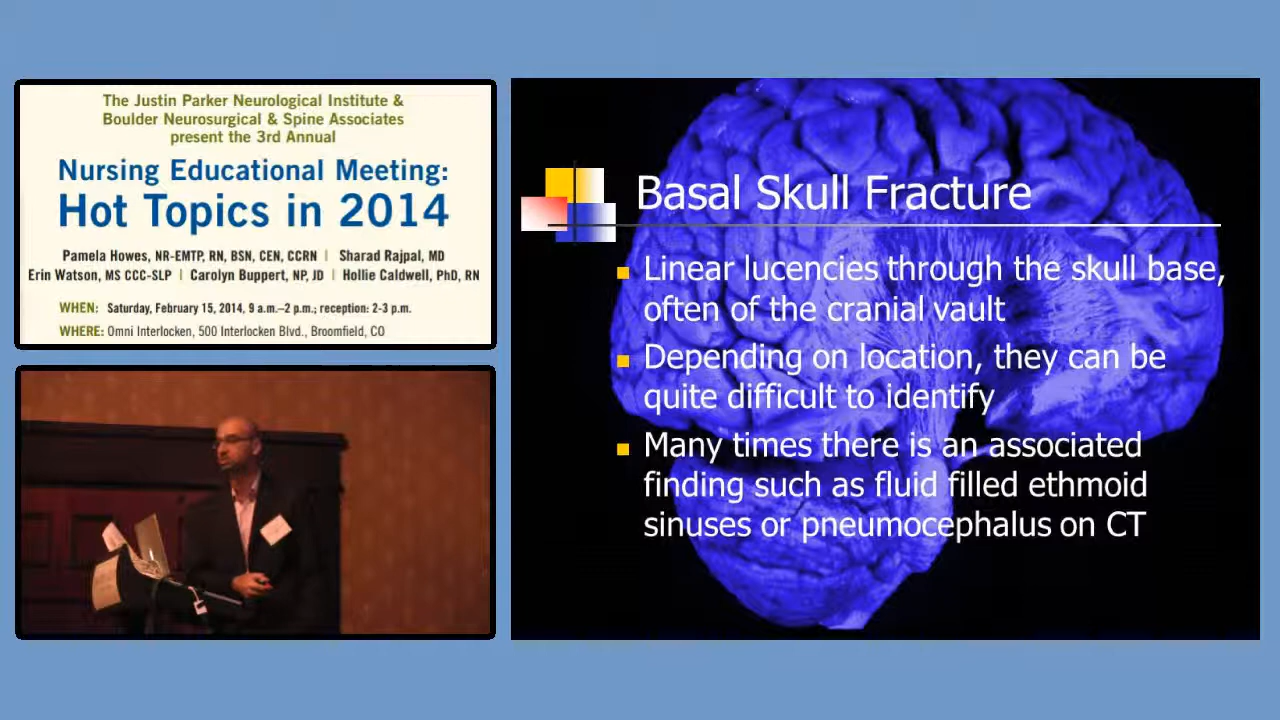 The Justin Parker Neurological Institute &
Boulder Neurosurgical & Spine Associates
present the 3rd Annual
Nursing Educational Meeting:
Hot Topics in 2014
Pamela Howes, NR-EMTP, RN, BSN, CEN, CCRN | Sharad Rajpal, MD
Erin Watson, MS CCC-SLP | Carolyn Buppert, NP, JD | Hollie Caldwell, PhD, RN
WHEN: Saturday, February 15, 2014, 9 a.m.–2 p.m.; reception: 2-3 p.m.
WHERE: Omni Interlocken, 500 Interlocken Blvd., Broomfield, CO
Basal Skull Fracture
Linear lucencies through the skull base,
often of the cranial vault
Depending on location, they can be
quite difficult to identify
Many times there is an associated
finding such as fluid filled ethmoid
sinuses or pneumocephalus on CT